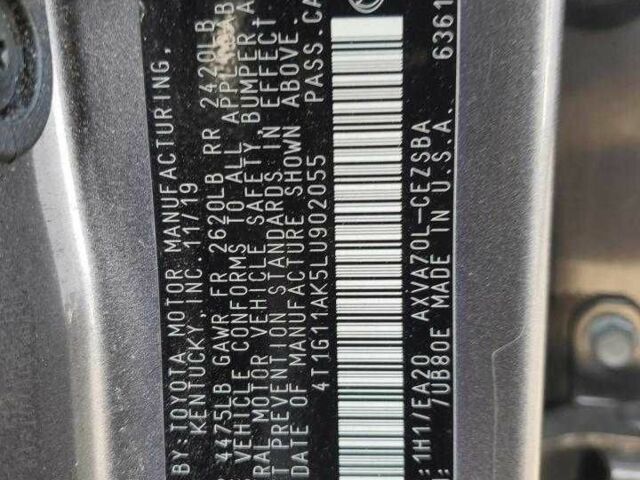 BY: TOYOTA MOTOR MANUFACTURING,
KENTUCKY, INC. 11/19
4475LB GAWR FR 2620LB RR 2420LB
VEHICLE CONFORMS TO ALL APPLICAB
ERAL MOTOR VEHICLE SAFETY, BUMPER A
T PREVENTION STANDARDS IN EFFECT
DATE OF MANUFACTURE SHOWN ABOVE.
4T1G11AK5LU902055 PASS.CA
:1H1/EA20 AXVA70L-CEZSBA 6361
7UB80E MADE IN U.S.A.